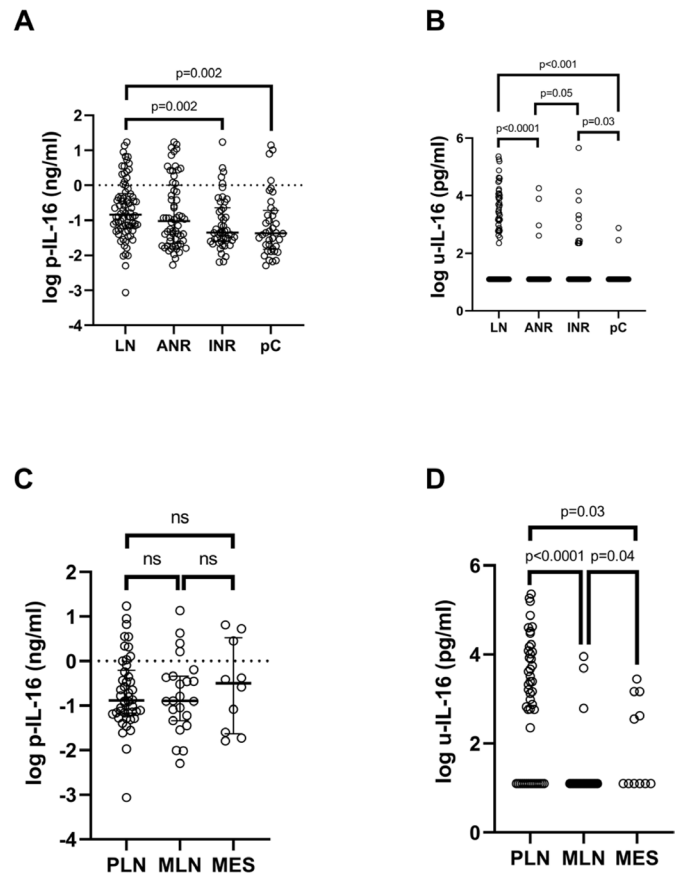 A
p=0.002
p=0.002
log p-IL-16 (ng/ml)
2
1
0
-1
-2
-3
-4
LN ANR INR pC
B
p<0.001
p=0.05
p<0.0001 p=0.03
log u-IL-16 (pg/ml)
6
4
2
0
LN ANR INR pC
C
ns
ns ns
log p-IL-16 (ng/ml)
2
1
0
-1
-2
-3
-4
PLN MLN MES
D
p=0.03
p<0.0001 p=0.04
log u-IL-16 (pg/ml)
6
4
2
0
PLN MLN MES